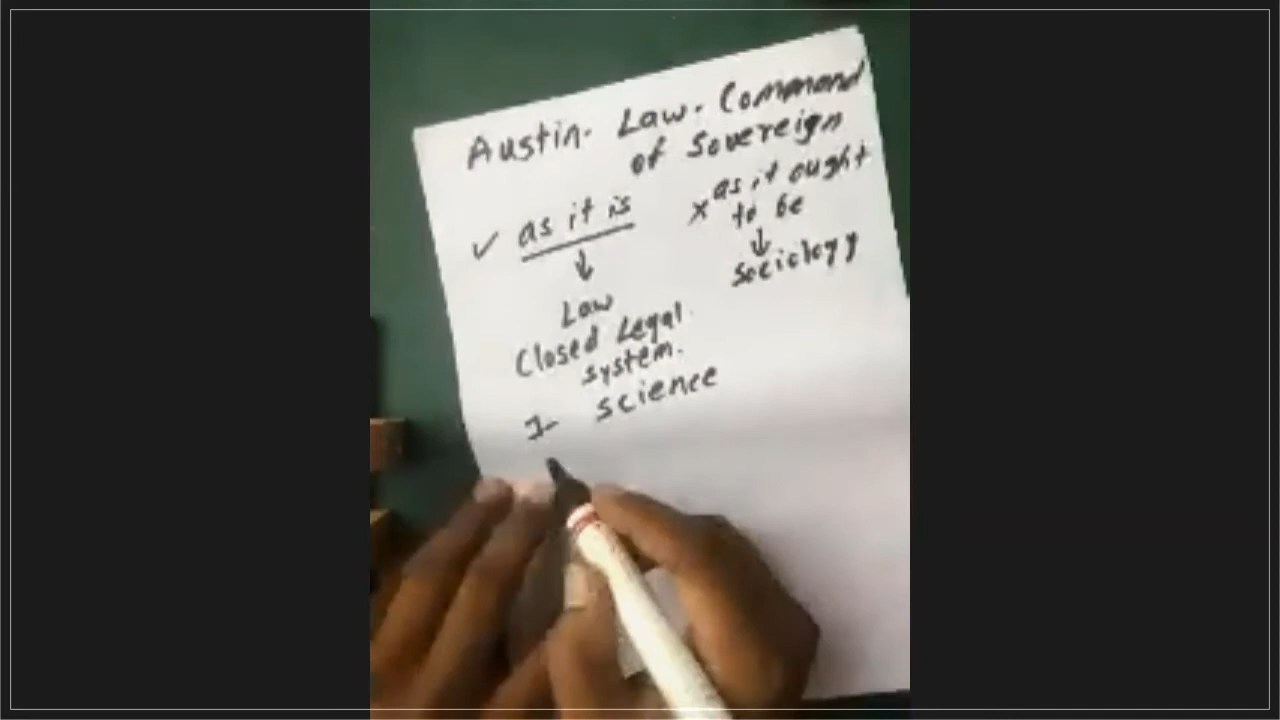 Austin. Law. Command
of Sovereign
✓ as it is
↓
Law
Closed Legal
system.
1- science
x as it ought
to be
↓
Sociology